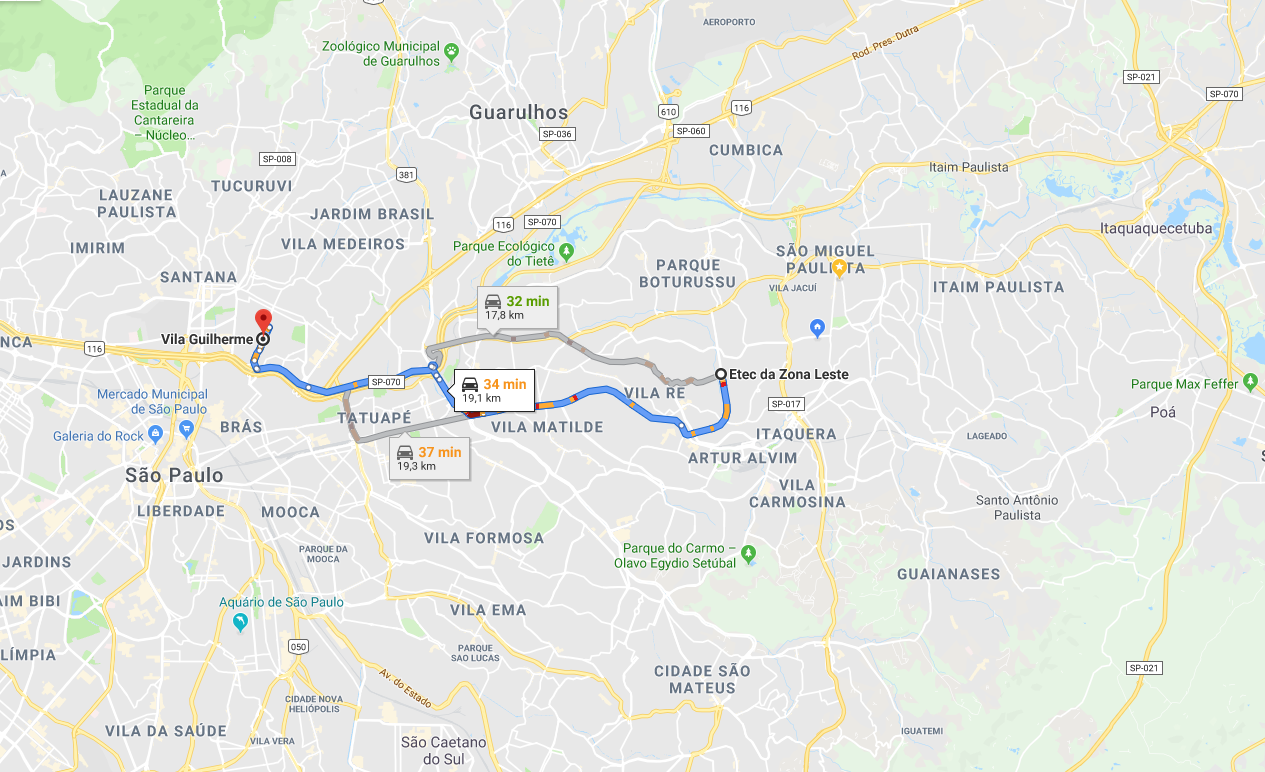 AEROPORTO
Rod. Pres. Dutra
Zoológico Municipal
de Guarulhos
SP-021
SP-070
Parque
Estadual da
Cantareira
– Núcleo...
Guarulhos
610
116
SP-036
SP-060
CUMBICA
SP-008
381
Itaim Paulista
TUCURUVI
LAUZANE
PAULISTA
JARDIM BRASIL
116
SP-070
Itaquaquecetuba
IMIRIM
VILA MEDEIROS
Parque Ecológico
do Tietê
SÃO MIGUEL
PAULISTA
PARQUE
BOTURUSSU
SANTANA
VILA JACUÍ
ITAIM PAULISTA
32 min
17,8 km
Vila Guilherme
NCA
116
Etec da Zona Leste
SP-070
34 min
19,1 km
Parque Max Feffer
Mercado Municipal
de São Paulo
VILA RE
SP-017
Poá
TATUAPÉ
BRÁS
VILA MATILDE
Galeria do Rock
ITAQUERA
LAGEADO
37 min
19,3 km
ARTUR ALVIM
São Paulo
VILA
CARMOSINA
Santo Antônio
Paulista
LIBERDADE
MOOCA
OS
VILA FORMOSA
PARQUE DA
MOOCA
Parque do Carmo –
Olavo Egydio Setúbal
JARDINS
GUAIANASES
AIM BIBI
Aquário de São Paulo
VILA EMA
050
LÍMPIA
PARQUE
SAO LUCAS
SP-021
CIDADE SÃO
MATEUS
Av. do Estado
CIDADE NOVA
HELIÓPOLIS
VILA DA SAÚDE
VILA VERA
IGUATEMI
São Caetano
do Sul